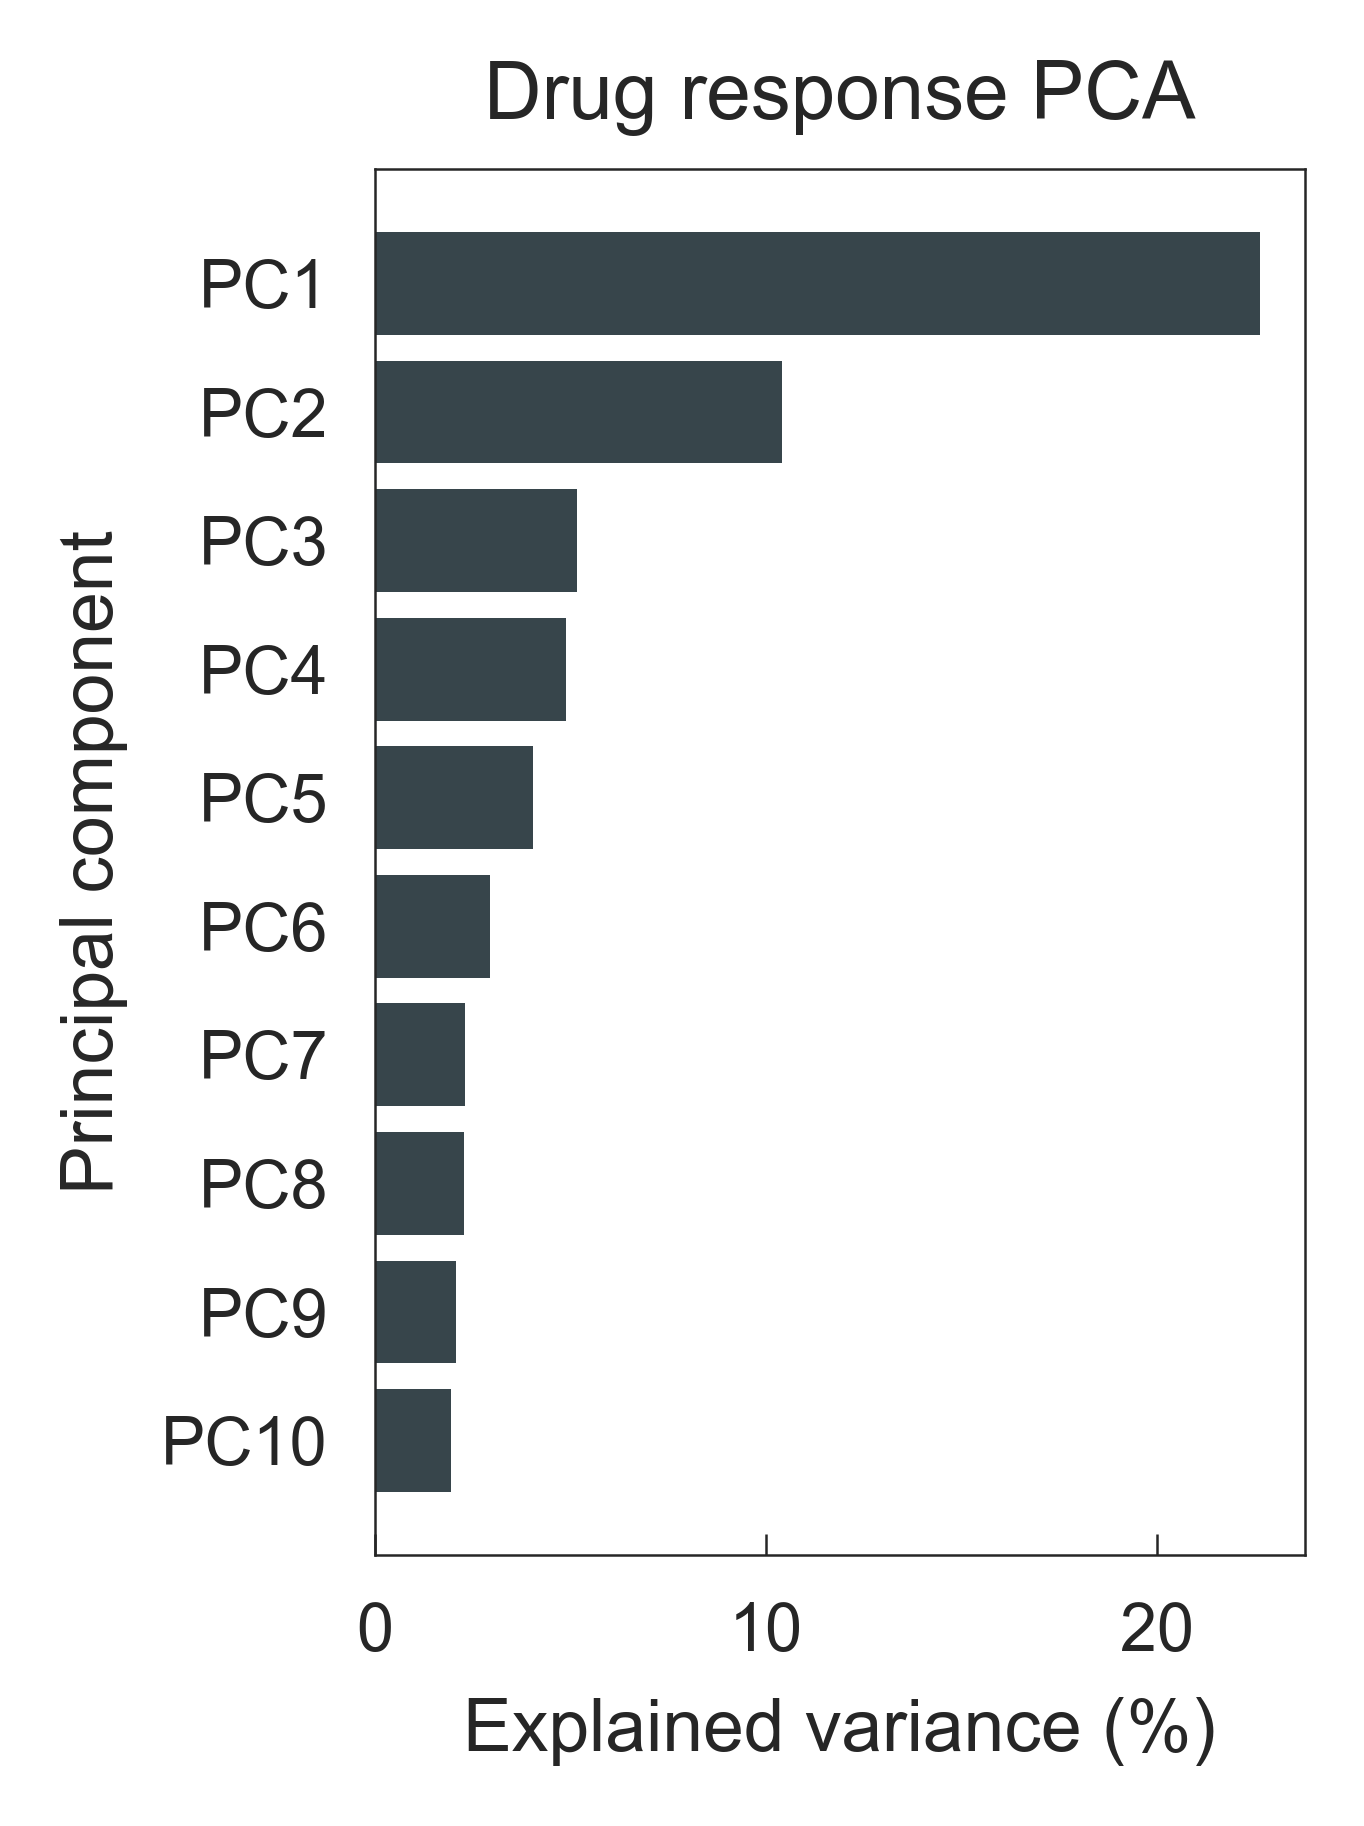 Drug response PCA
Principal component
PC1
PC2
PC3
PC4
PC5
PC6
PC7
PC8
PC9
PC10
0 10 20
Explained variance (%)